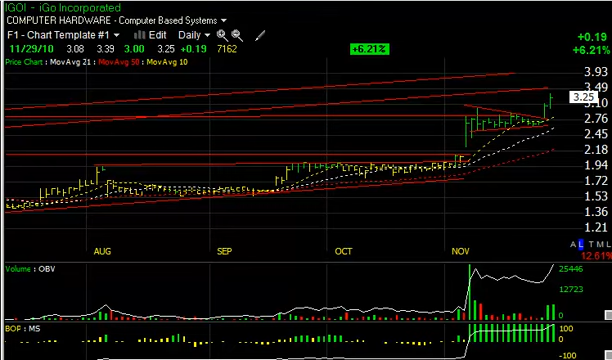 IGOI - iGo Incorporated
COMPUTER HARDWARE - Computer Based Systems
F1 - Chart Template #1 Edit Daily
11/29/10 3.08 3.39 3.00 3.25 +0.19 7162 +6.21% +0.19
+6.21%
Price Chart : MovAvg 21 : MovAvg 50 : MovAvg 10
3.93
3.50
3.25
3.10
2.76
2.45
2.18
1.94
1.72
1.53
1.36
1.21
A L T M L
AUG SEP OCT NOV 12.61%
Volume : OBV 25446
12723
BOP : MS 100
0
-100